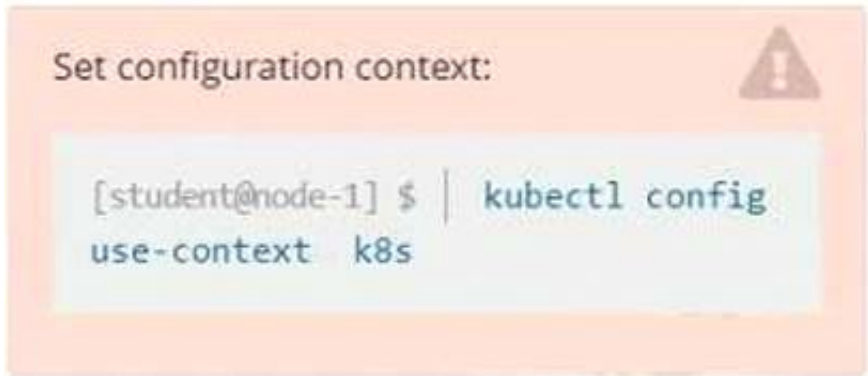 Set configuration context:
[student@node-1] $ | kubectl config
use-context k8s